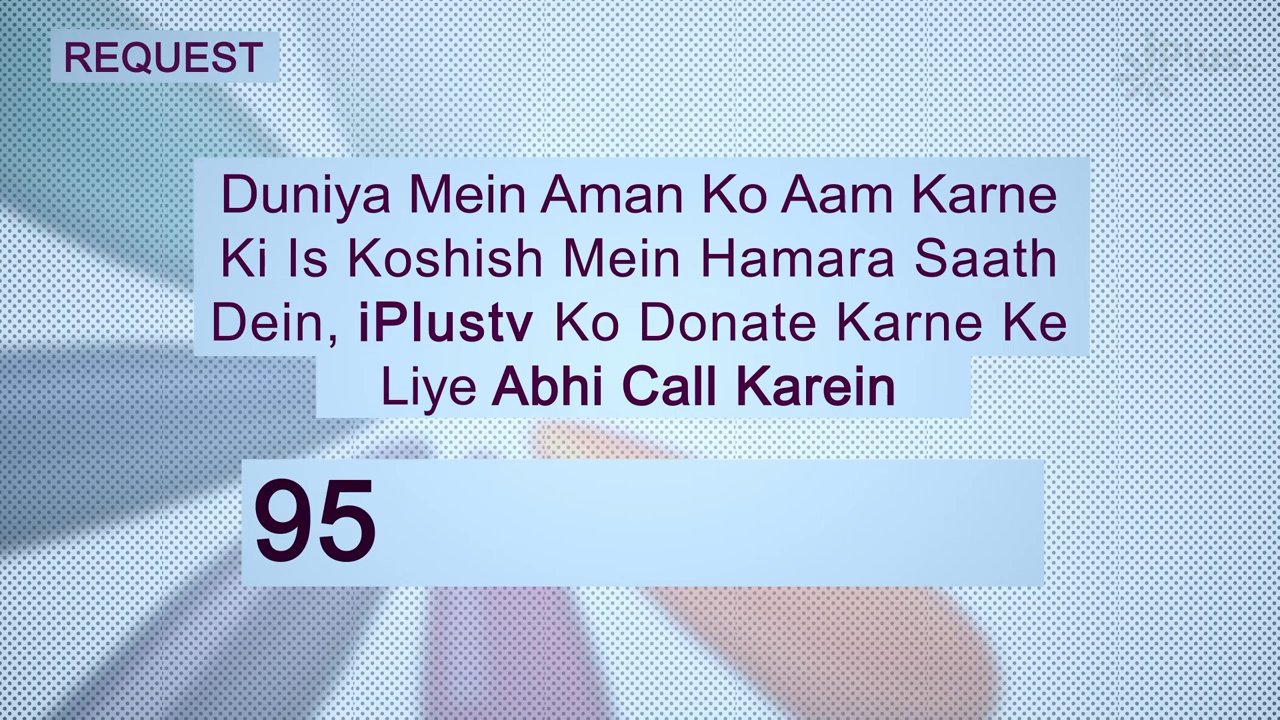 REQUEST
Duniya Mein Aman Ko Aam Karne
Ki Is Koshish Mein Hamara Saath
Dein, iPlustv Ko Donate Karne Ke
Liye Abhi Call Karein
95